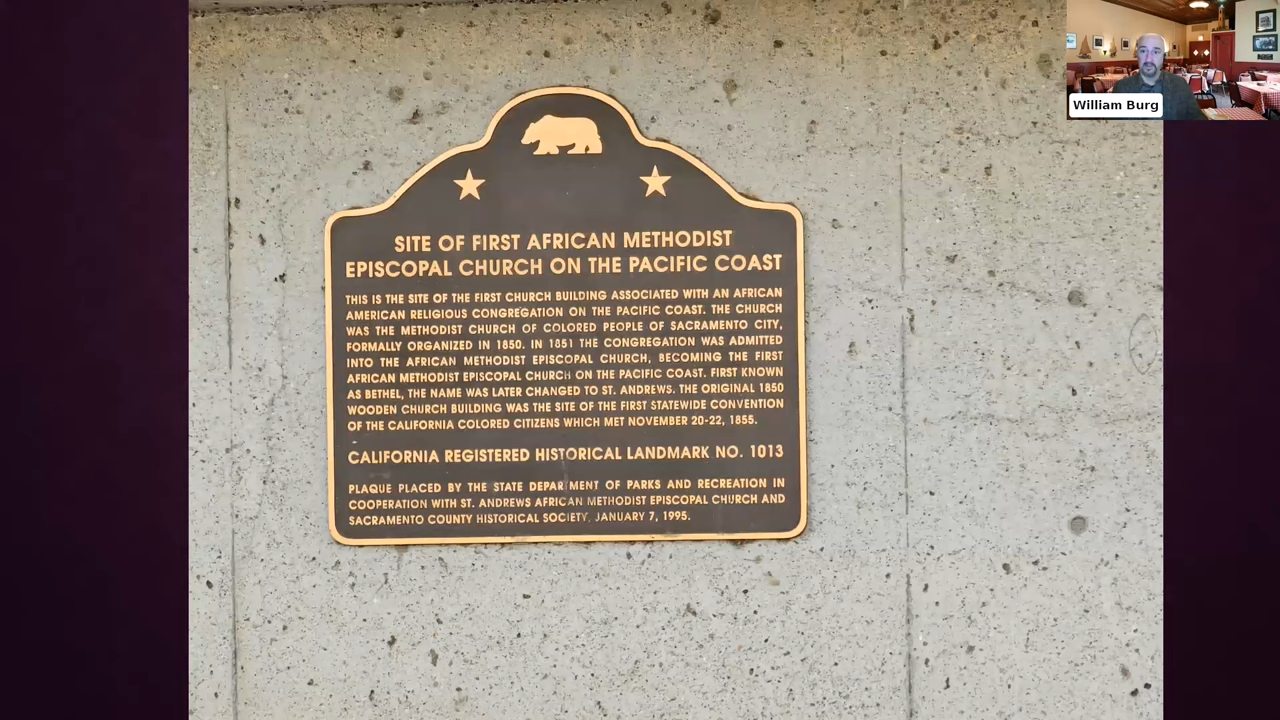 William Burg
SITE OF FIRST AFRICAN METHODIST
EPISCOPAL CHURCH ON THE PACIFIC COAST
THIS IS THE SITE OF THE FIRST CHURCH BUILDING ASSOCIATED WITH AN AFRICAN
AMERICAN RELIGIOUS CONGREGATION ON THE PACIFIC COAST. THE CHURCH
WAS THE METHODIST CHURCH OF COLORED PEOPLE OF SACRAMENTO CITY,
FORMALLY ORGANIZED IN 1850. IN 1851 THE CONGREGATION WAS ADMITTED
INTO THE AFRICAN METHODIST EPISCOPAL CHURCH, BECOMING THE FIRST
AFRICAN METHODIST EPISCOPAL CHURCH ON THE PACIFIC COAST. FIRST KNOWN
AS BETHEL, THE NAME WAS LATER CHANGED TO ST. ANDREWS. THE ORIGINAL 1850
WOODEN CHURCH BUILDING WAS THE SITE OF THE FIRST STATEWIDE CONVENTION
OF THE CALIFORNIA COLORED CITIZENS WHICH MET NOVEMBER 20-22, 1855.
CALIFORNIA REGISTERED HISTORICAL LANDMARK NO. 1013
PLAQUE PLACED BY THE STATE DEPARTMENT OF PARKS AND RECREATION IN
COOPERATION WITH ST. ANDREWS AFRICAN METHODIST EPISCOPAL CHURCH AND
SACRAMENTO COUNTY HISTORICAL SOCIETY, JANUARY 7, 1995.